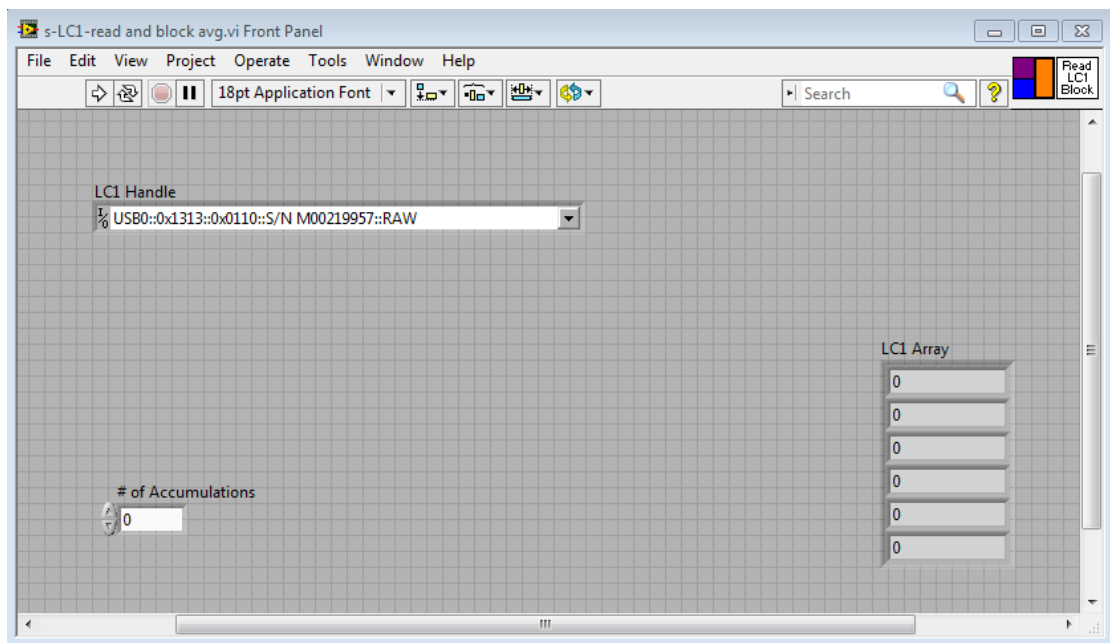 s-LC1-read and block avg.vi Front Panel
File Edit View Project Operate Tools Window Help
18pt Application Font
Search
?
Read
LC1
Block
LC1 Handle
I/O USB0::0x1313::0x0110::S/N M00219957::RAW
LC1 Array
0
0
0
0
# of Accumulations
0
0
0